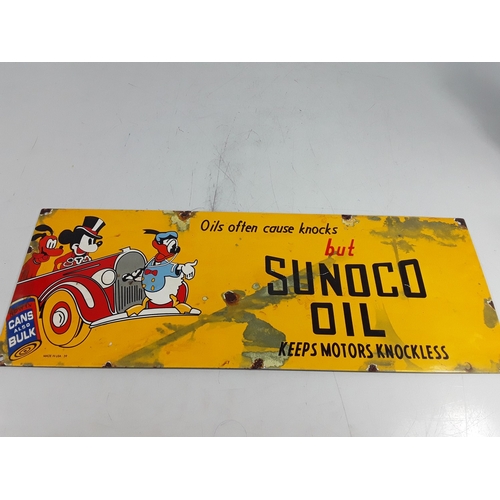 Oils often cause knocks
but
SUNOCO
OIL
KEEPS MOTORS KNOCKLESS
CANS
ALSO
BULK